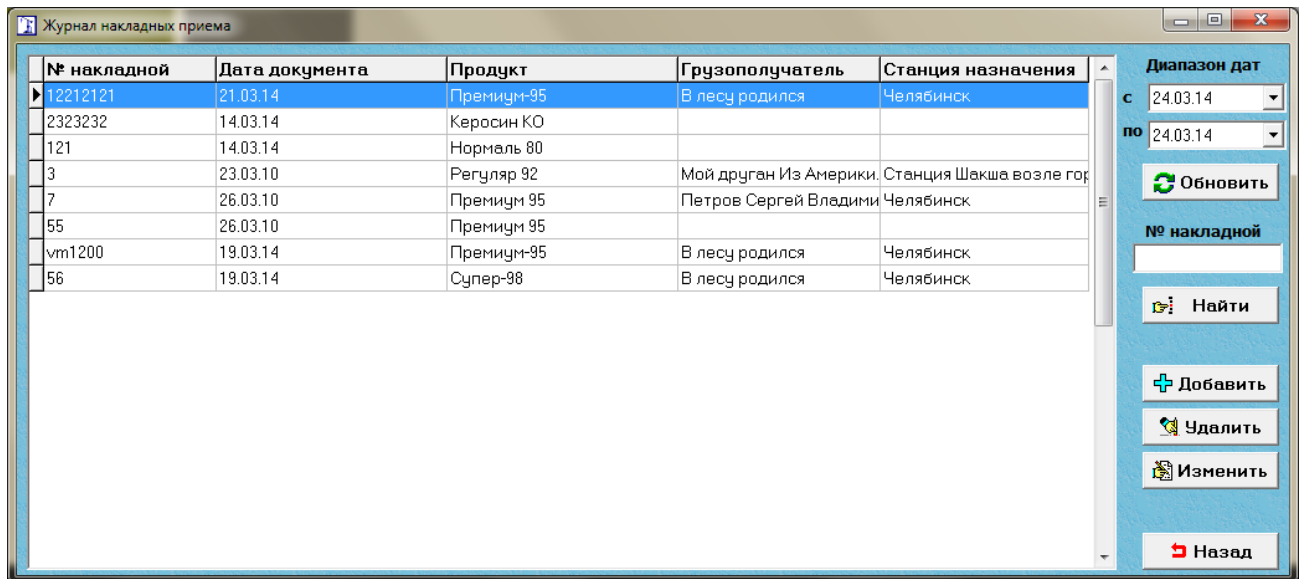 Журнал накладных приема
№ накладной Дата документа Продукт Грузополучатель Станция назначения
12212121 21.03.14 Премиум-95 В лесу родился Челябинск
2323232 14.03.14 Керосин КО
121 14.03.14 Нормаль 80
3 23.03.10 Регуляр 92 Мой друган Из Америки. Станция Шакша возле гор
7 26.03.10 Премиум 95 Петров Сергей Владими Челябинск
55 26.03.10 Премиум 95
vm1200 19.03.14 Премиум-95 В лесу родился Челябинск
56 19.03.14 Супер-98 В лесу родился Челябинск
Диапазон дат
с 24.03.14
по 24.03.14
Обновить
№ накладной
Найти
Добавить
Удалить
Изменить
Назад